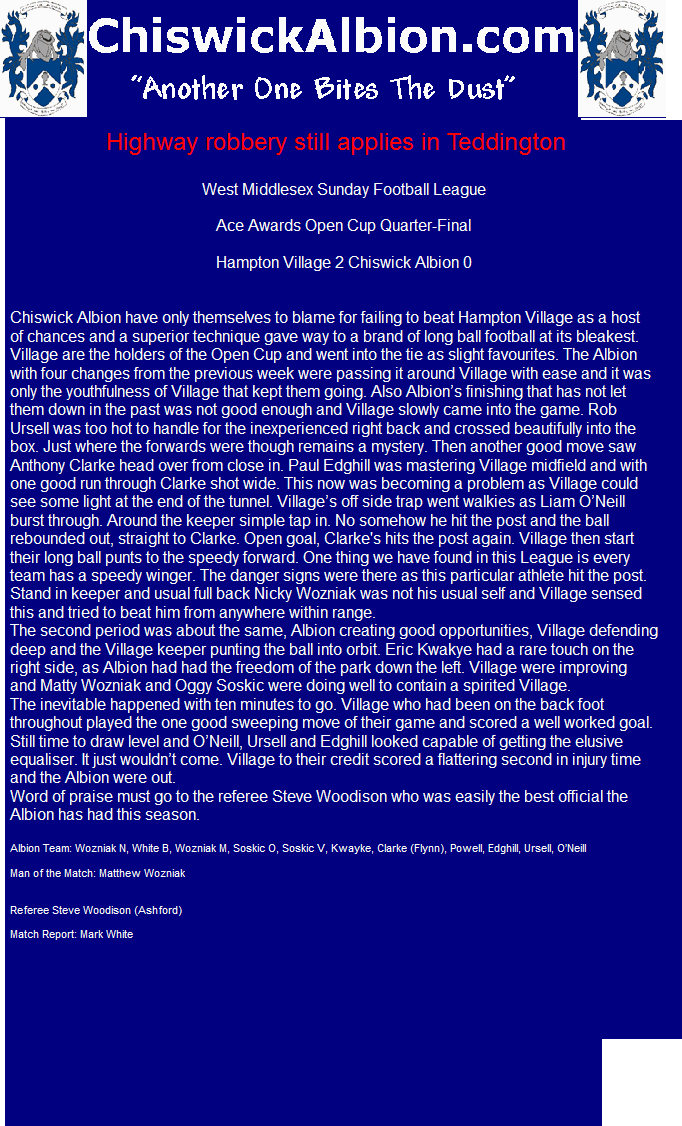 ChiswickAlbion.com
"Another One Bites The Dust"
Highway robbery still applies in Teddington
West Middlesex Sunday Football League
Ace Awards Open Cup Quarter-Final
Hampton Village 2 Chiswick Albion 0
Chiswick Albion have only themselves to blame for failing to beat Hampton Village as a host
of chances and a superior technique gave way to a brand of long ball football at its bleakest.
Village are the holders of the Open Cup and went into the tie as slight favourites. The Albion
with four changes from the previous week were passing it around Village with ease and it was
only the youthfulness of Village that kept them going. Also Albion's finishing that has not let
them down in the past was not good enough and Village slowly came into the game. Rob
Ursell was too hot to handle for the inexperienced right back and crossed beautifully into the
box. Just where the forwards were though remains a mystery. Then another good move saw
Anthony Clarke head over from close in. Paul Edghill was mastering Village midfield and with
one good run through Clarke shot wide. This now was becoming a problem as Village could
see some light at the end of the tunnel. Village's off side trap went walkies as Liam O'Neill
burst through. Around the keeper simple tap in. No somehow he hit the post and the ball
rebounded out, straight to Clarke. Open goal, Clarke's hits the post again. Village then start
their long ball punts to the speedy forward. One thing we have found in this League is every
team has a speedy winger. The danger signs were there as this particular athlete hit the post.
Stand in keeper and usual full back Nicky Wozniak was not his usual self and Village sensed
this and tried to beat him from anywhere within range.
The second period was about the same, Albion creating good opportunities, Village defending
deep and the Village keeper punting the ball into orbit. Eric Kwakye had a rare touch on the
right side, as Albion had had the freedom of the park down the left. Village were improving
and Matty Wozniak and Oggy Soskic were doing well to contain a spirited Village.
The inevitable happened with ten minutes to go. Village who had been on the back foot
throughout played the one good sweeping move of their game and scored a well worked goal.
Still time to draw level and O'Neill, Ursell and Edghill looked capable of getting the elusive
equaliser. It just wouldn't come. Village to their credit scored a flattering second in injury time
and the Albion were out.
Word of praise must go to the referee Steve Woodison who was easily the best official the
Albion has had this season.
Albion Team: Wozniak N, White B, Wozniak M, Soskic O, Soskic V, Kwayke, Clarke (Flynn), Powell, Edghill, Ursell, O'Neill
Man of the Match: Matthew Wozniak
Referee Steve Woodison (Ashford)
Match Report: Mark White